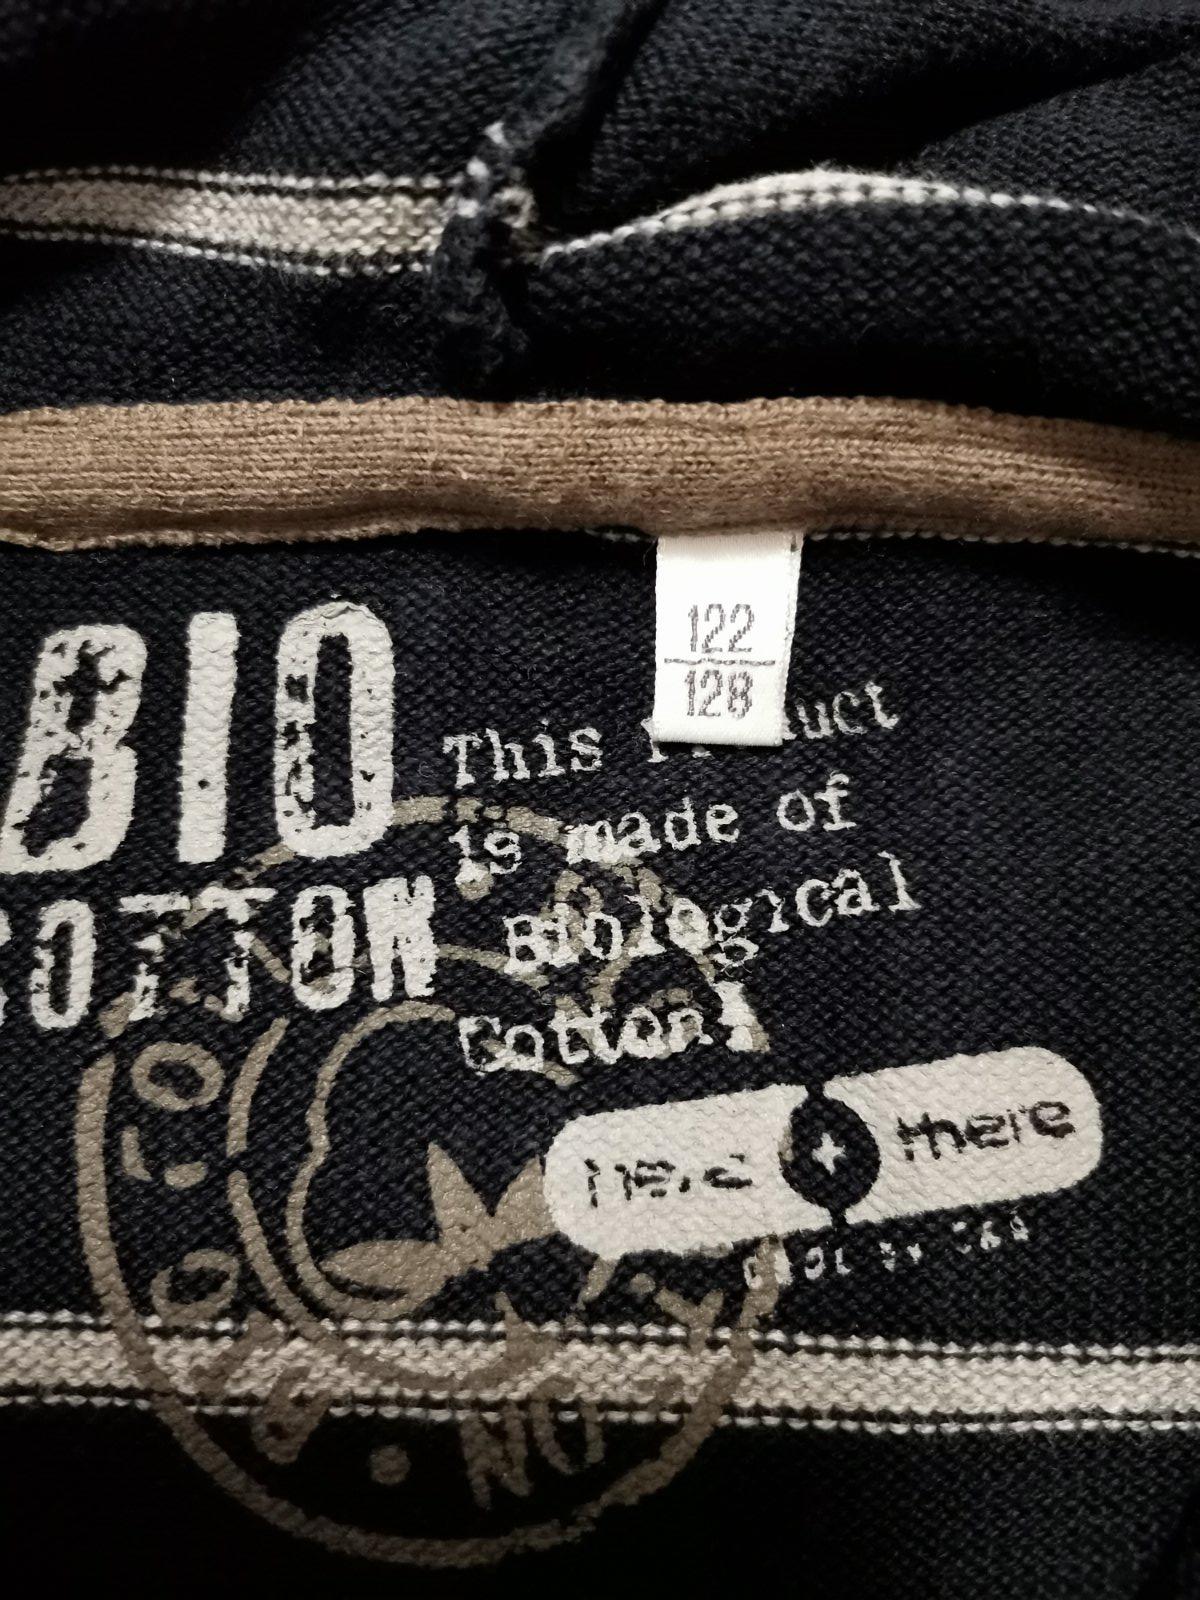 122
128
BIO
COTTON
This Product
is made of
Biological
Cotton
here + there